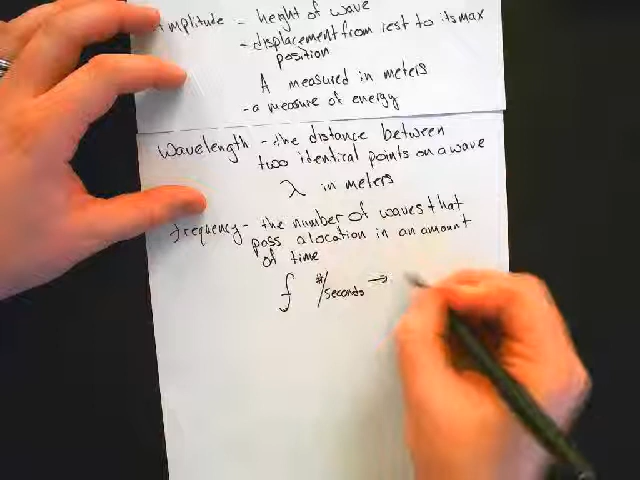 Amplitude - height of wave
- displacement from rest to its max
position
A measured in meters
- a measure of energy
Wavelength - the distance between
two identical points on a wave
λ in meters
frequency - the number of waves that
pass a location in an amount
of time
f #/seconds →